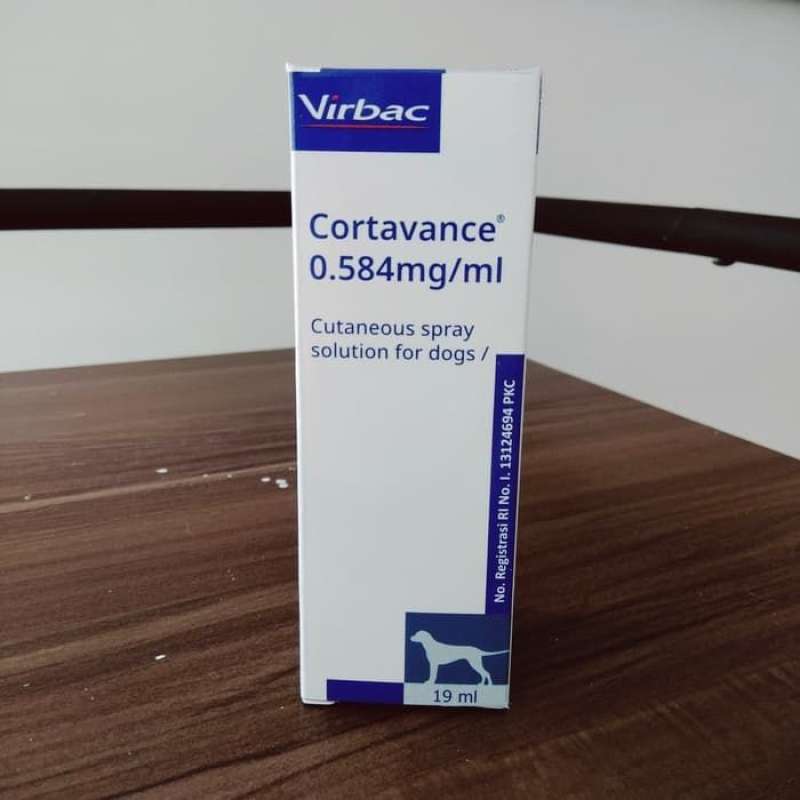 Virbac
Cortavance®
0.584mg/ml
Cutaneous spray
solution for dogs /
No. Registrasi RI No. I. 13124694 PKC
19 ml